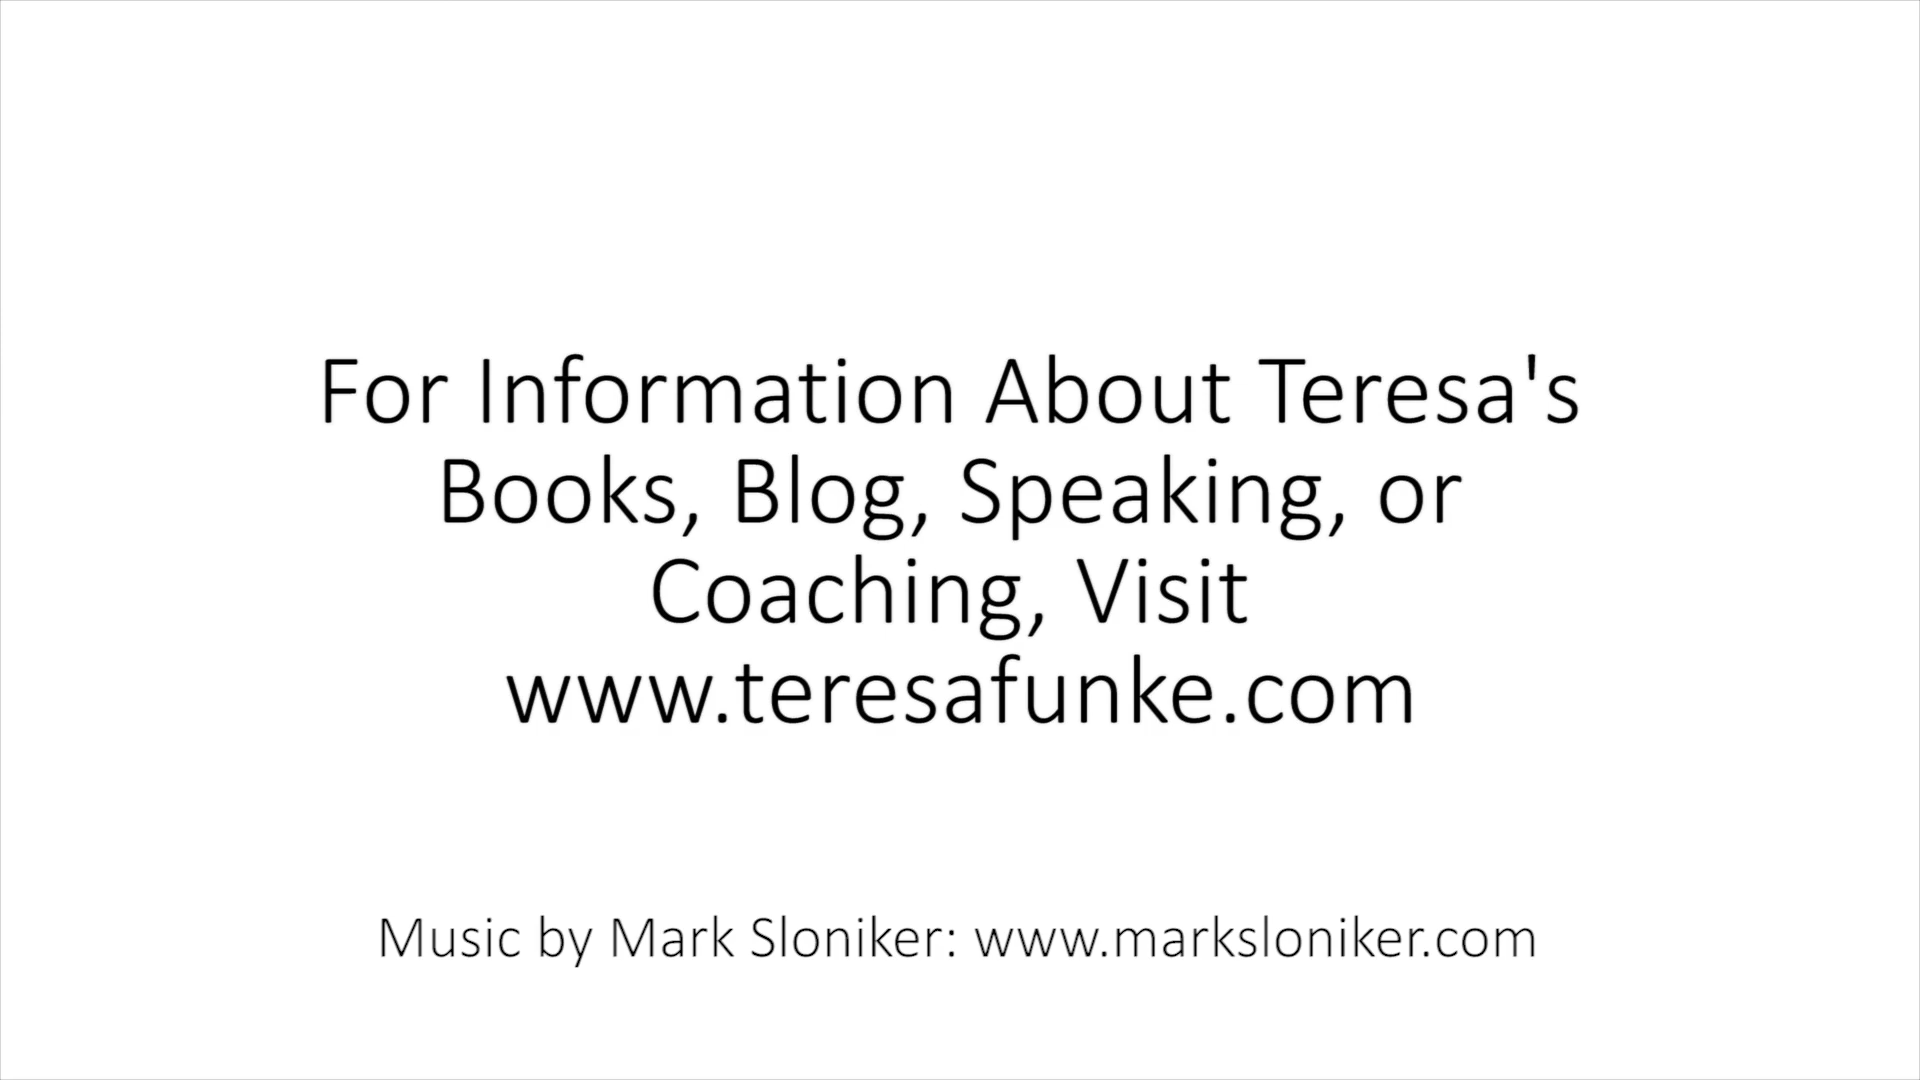 For Information About Teresa's
Books, Blog, Speaking, or
Coaching, Visit
www.teresafunke.com
Music by Mark Sloniker: www.marksloniker.com